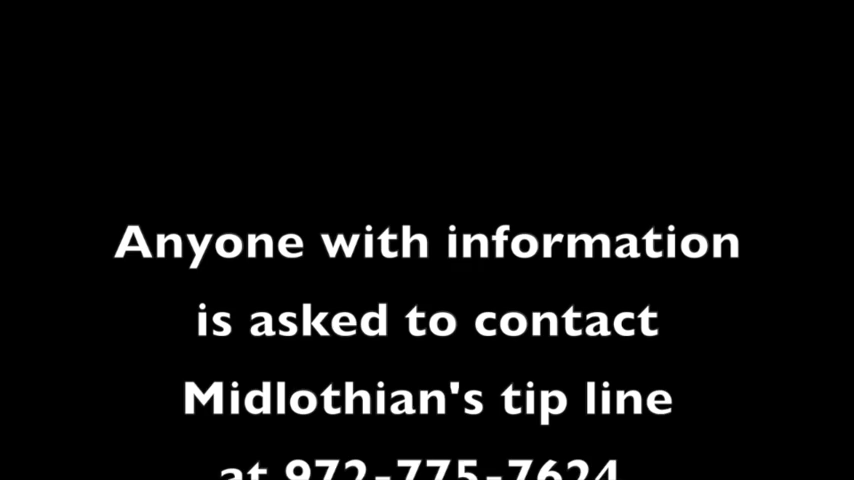 Anyone with information
is asked to contact
Midlothian's tip line
at 972-775-7624